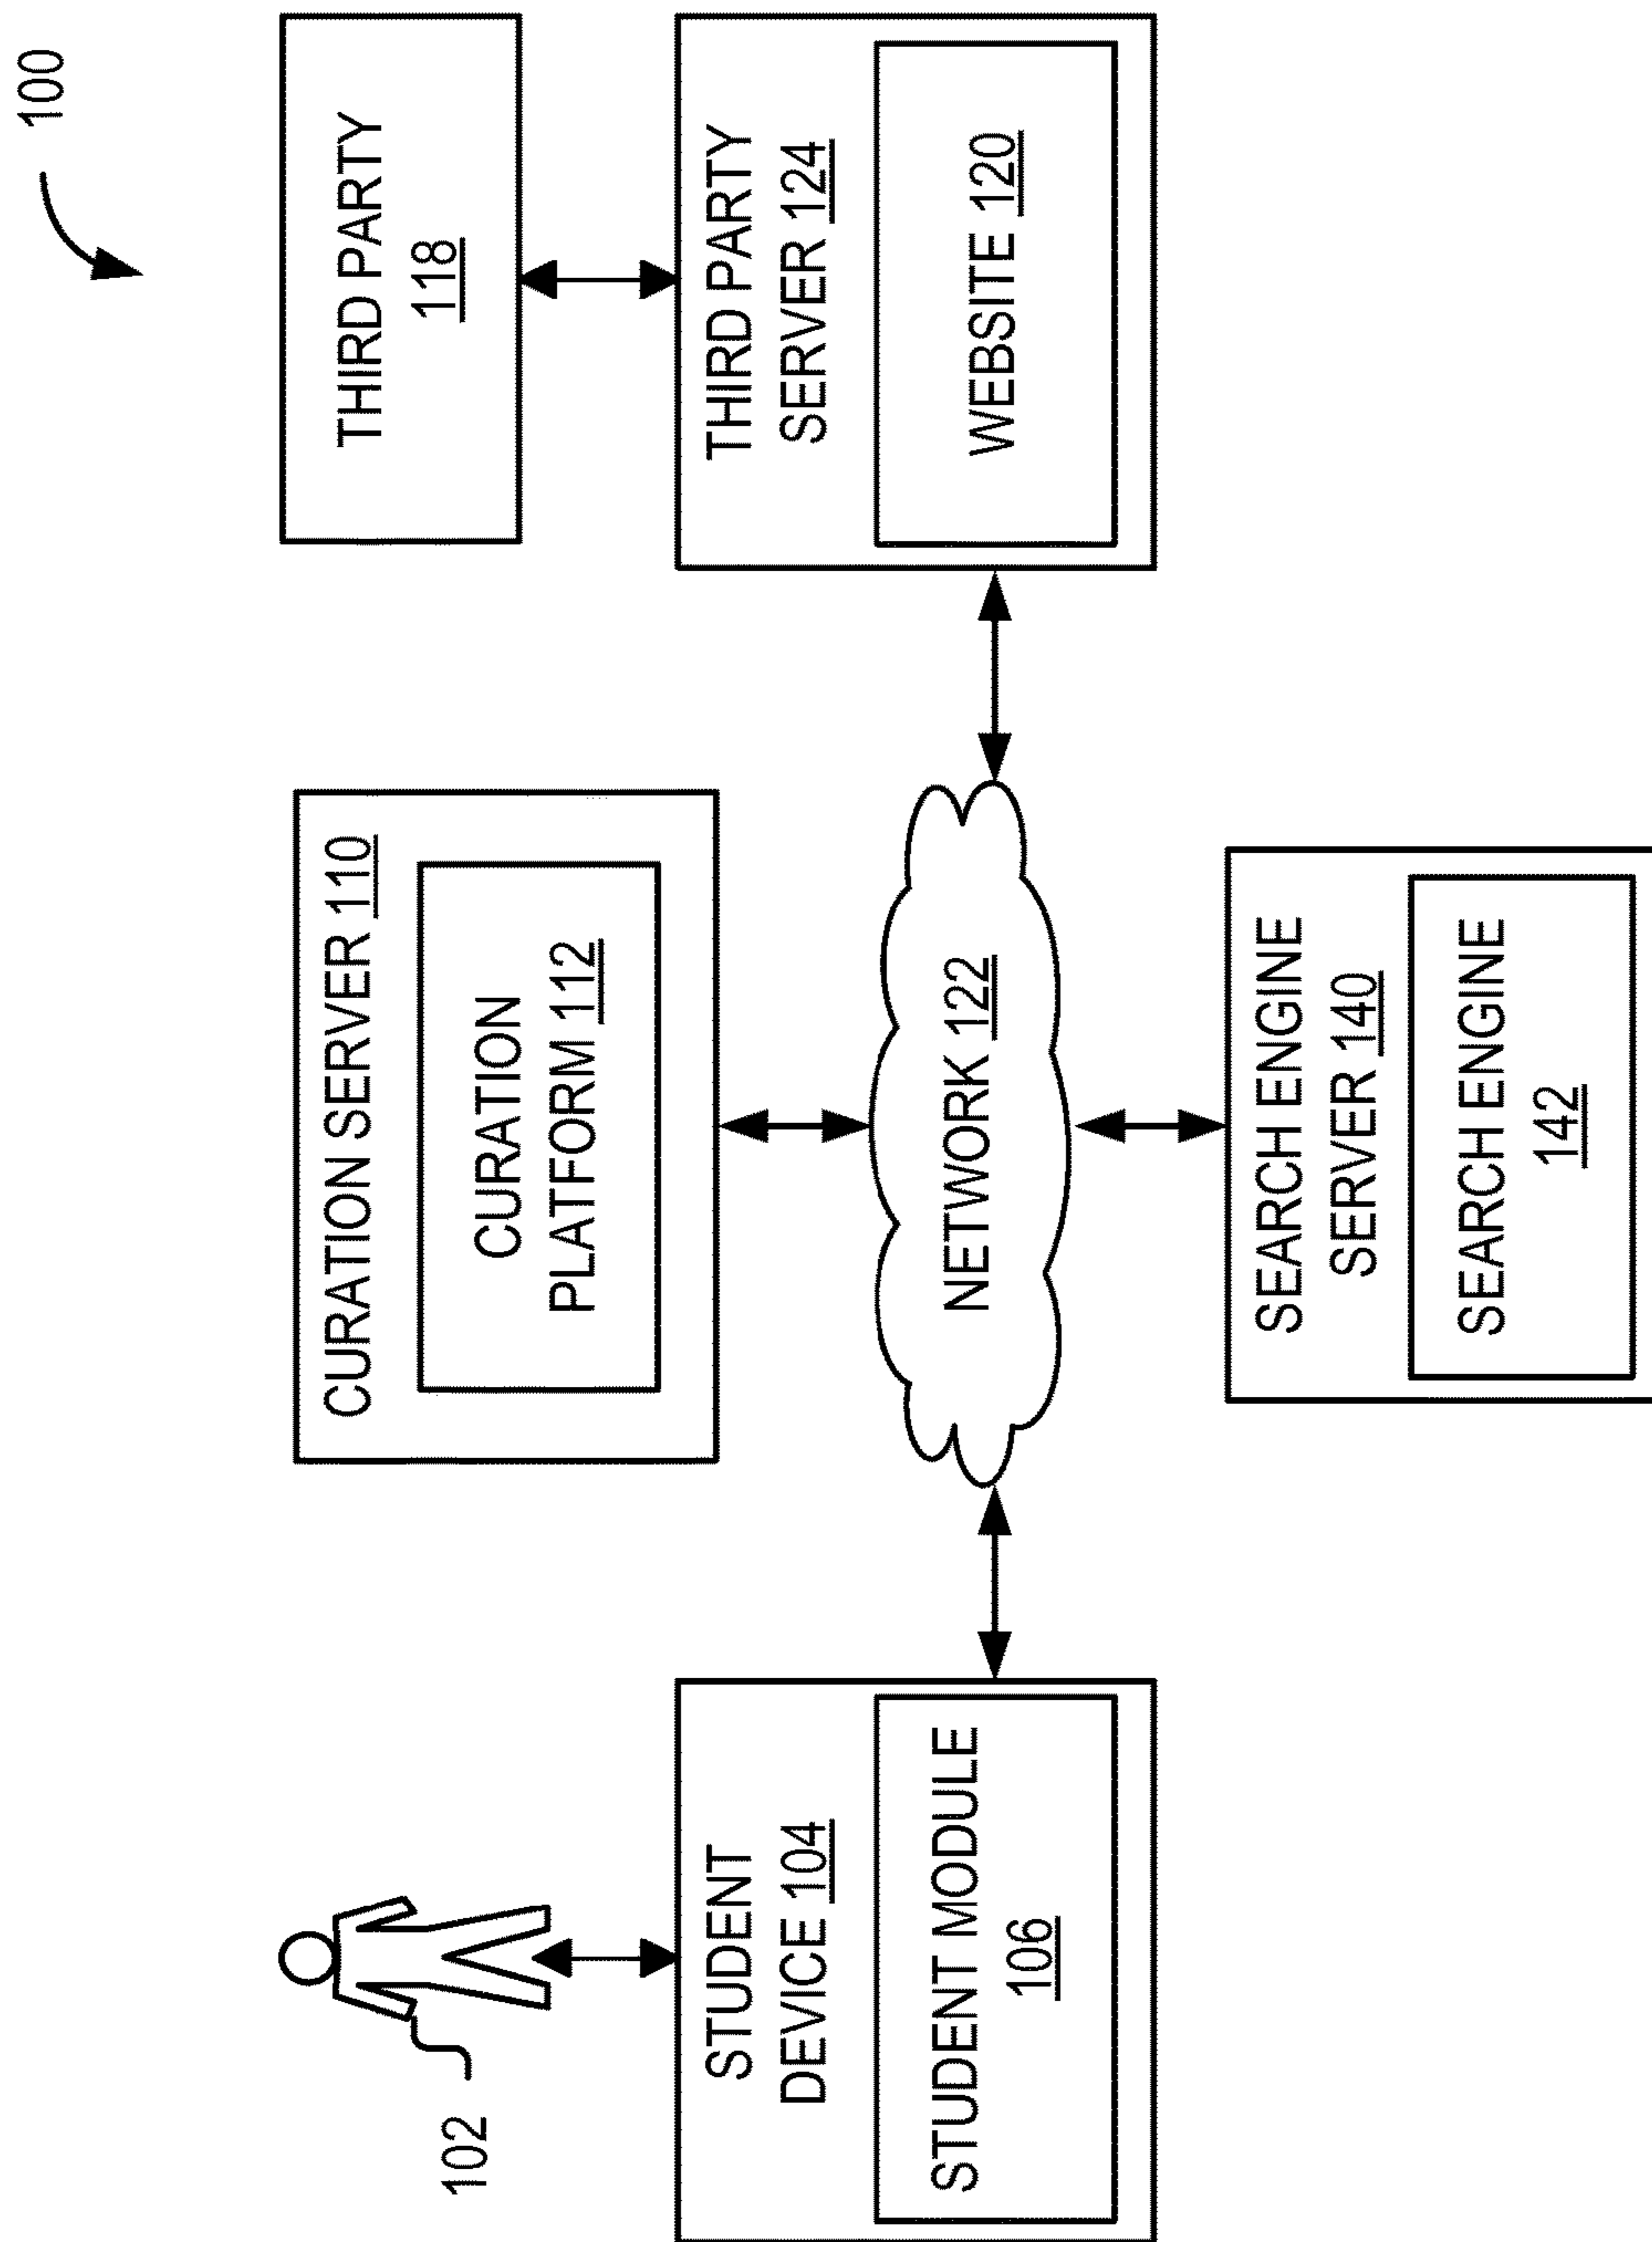 100
102
CURATION SERVER 110
CURATION
PLATFORM 112
THIRD PARTY
118
STUDENT
DEVICE 104
STUDENT MODULE
106
NETWORK 122
THIRD PARTY
SERVER 124
WEBSITE 120
SEARCH ENGINE
SERVER 140
SEARCH ENGINE
142